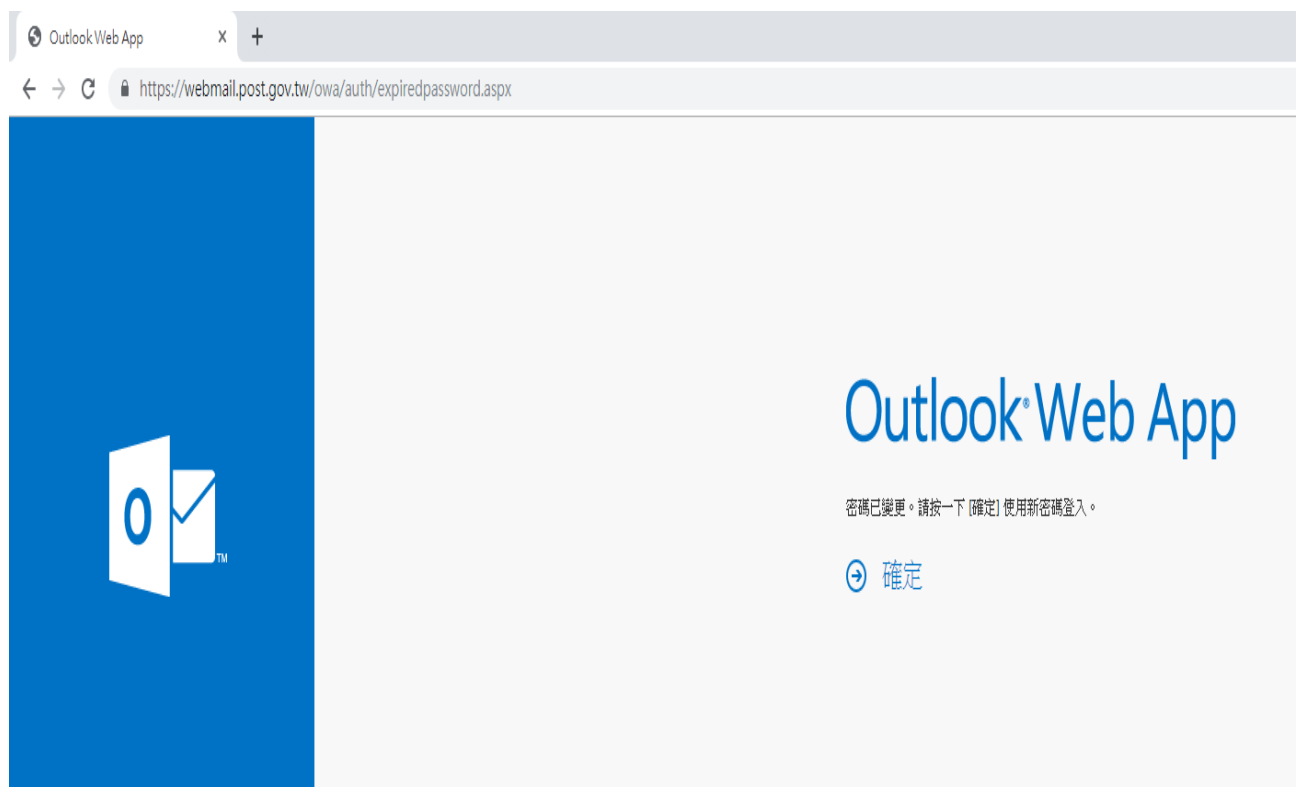 Outlook Web App
https://webmail.post.gov.tw/owa/auth/expiredpassword.aspx
Outlook® Web App
密碼已變更。請按一下 [確定] 使用新密碼登入。
確定
O
TM